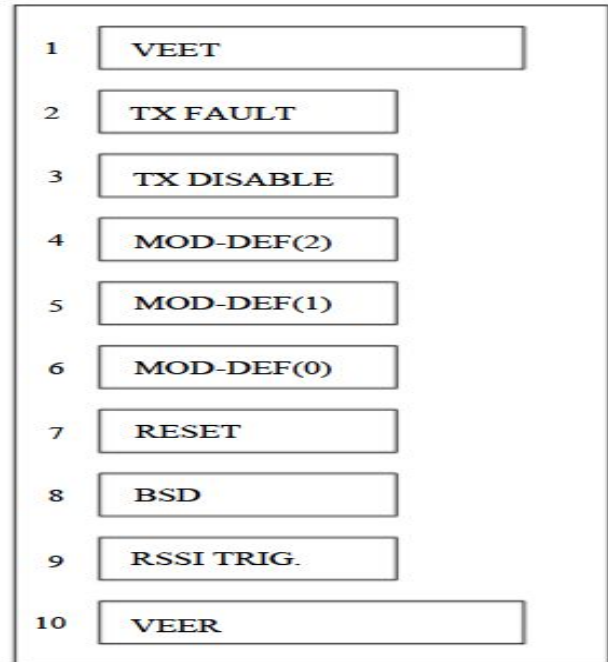 1 VEET
2 TX FAULT
3 TX DISABLE
4 MOD-DEF(2)
5 MOD-DEF(1)
6 MOD-DEF(0)
7 RESET
8 BSD
9 RSSI TRIG.
10 VEER